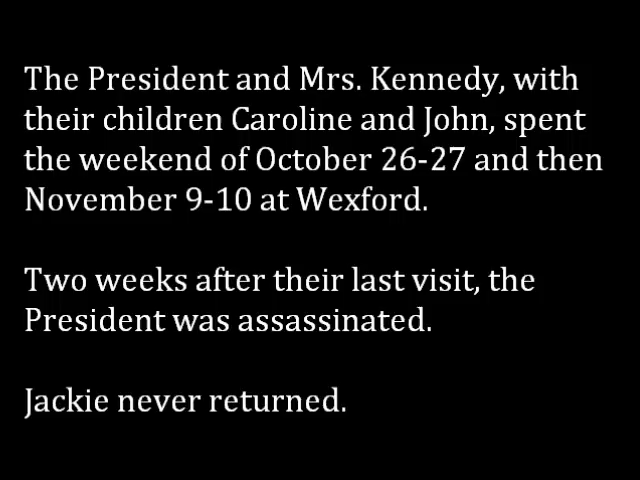 The President and Mrs. Kennedy, with
their children Caroline and John, spent
the weekend of October 26-27 and then
November 9-10 at Wexford.
Two weeks after their last visit, the
President was assassinated.
Jackie never returned.